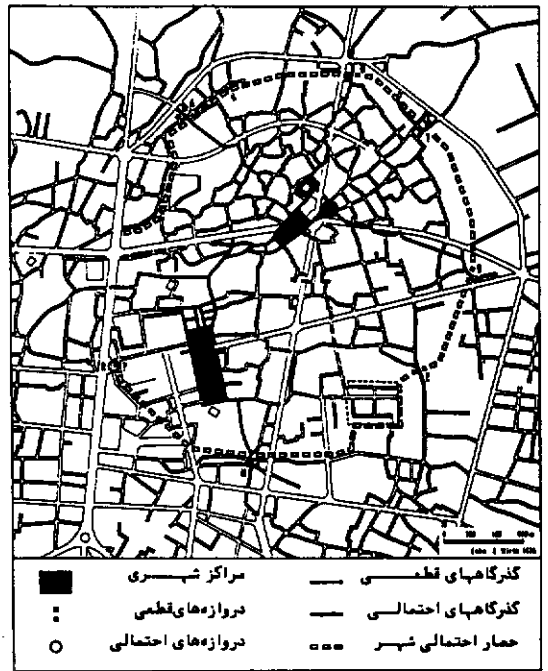 گذرگاههای قطعی مراکز شهری
گذرگاههای احتمالی دروازه‌های قطعی
حصار احتمالی شهر دروازه‌های احتمالی